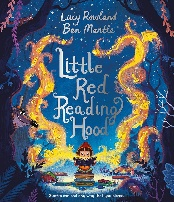 Lucy Rowland
Ben Mantle
Little
Red
Reading
Hood